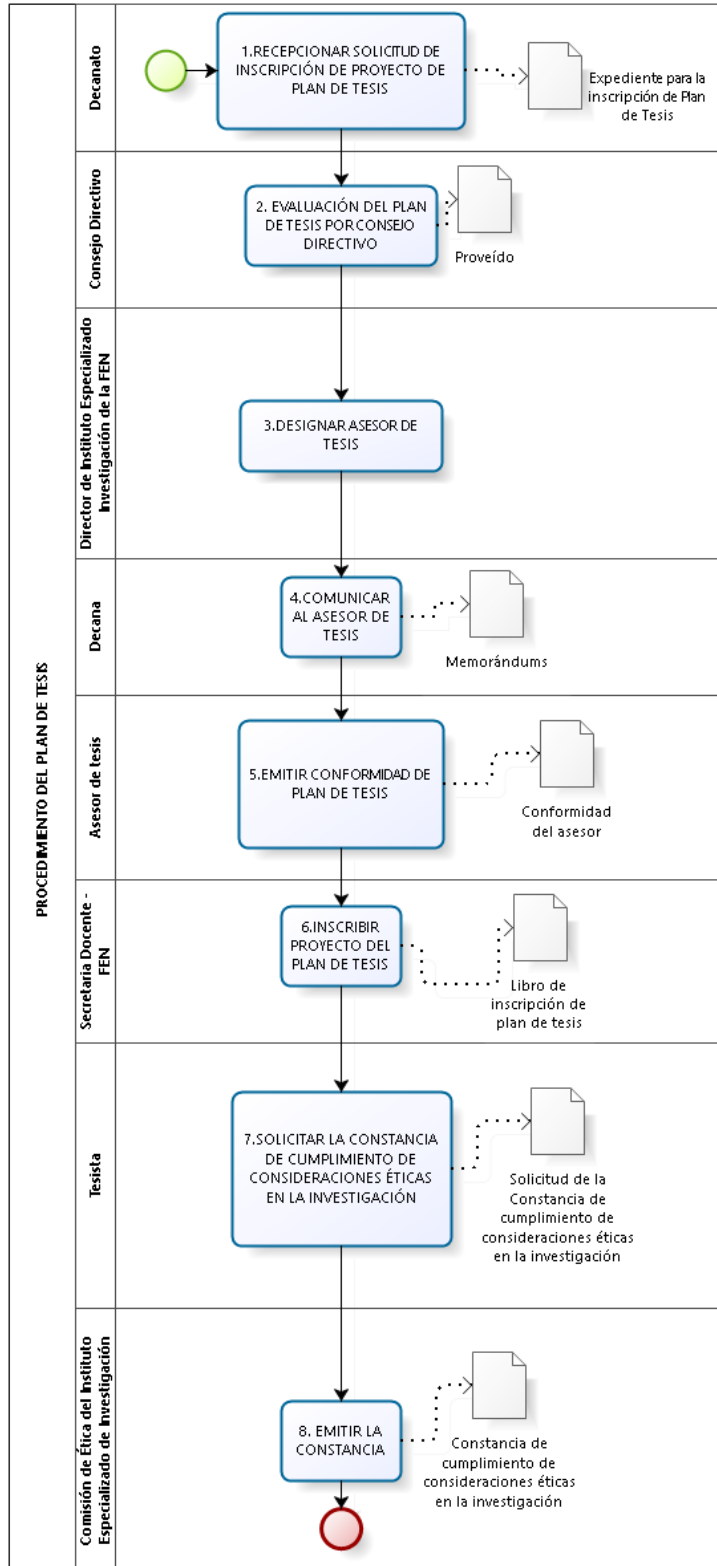 PROCEDIMIENTO DEL PLAN DE TESIS
Decanato
1.RECEPCIONAR SOLICITUD DE
INSCRIPCIÓN DE PROYECTO DE
PLAN DE TESIS
Expediente para la
inscripción de Plan
de Tesis
Consejo Directivo
2. EVALUACIÓN DEL PLAN
DE TESIS POR CONSEJO
DIRECTIVO
Proveído
Director de Instituto Especializado
Investigación de la FEN
3.DESIGNAR ASESOR DE
TESIS
Decana
4.COMUNICAR
AL ASESOR DE
TESIS
Memorándums
Asesor de tesis
5.EMITIR CONFORMIDAD DE
PLAN DE TESIS
Conformidad
del asesor
Secretaria Docente -
FEN
6.INSCRIBIR
PROYECTO DEL
PLAN DE TESIS
Libro de
inscripción de
plan de tesis
Tesista
7.SOLICITAR LA CONSTANCIA
DE CUMPLIMIENTO DE
CONSIDERACIONES ÉTICAS
EN LA INVESTIGACIÓN
Solicitud de la
Constancia de
cumplimiento de
consideraciones éticas
en la investigación
Comisión de Ética del Instituto
Especializado de Investigación
8. EMITIR LA
CONSTANCIA
Constancia de
cumplimiento de
consideraciones éticas
en la investigación